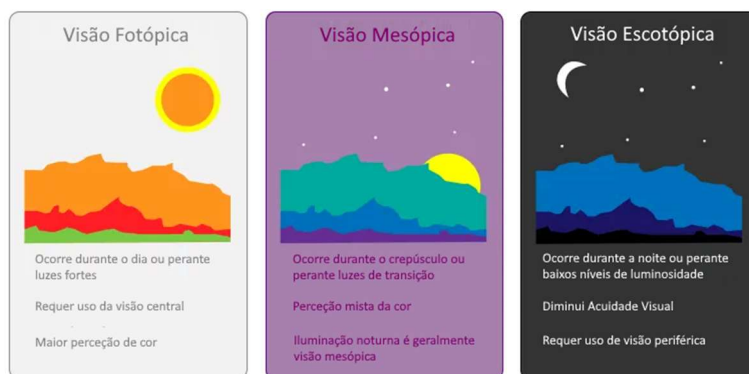 Visão Fotópica
Ocorre durante o dia ou perante
luzes fortes
Requer uso da visão central
Maior perceção de cor
Visão Mesópica
Ocorre durante o crepúsculo ou
perante luzes de transição
Perceção mista da cor
Iluminação noturna é geralmente
visão mesópica
Visão Escotópica
Ocorre durante a noite ou perante
baixos níveis de luminosidade
Diminui Acuidade Visual
Requer uso de visão periférica